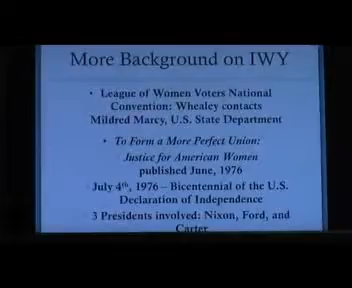 More Background on IWY
• League of Women Voters National
Convention: Whealey contacts
Mildred Marcy, U.S. State Department
• To Form a More Perfect Union:
Justice for American Women
published June, 1976
July 4th, 1976 – Bicentennial of the U.S.
Declaration of Independence
3 Presidents involved: Nixon, Ford, and
Carter